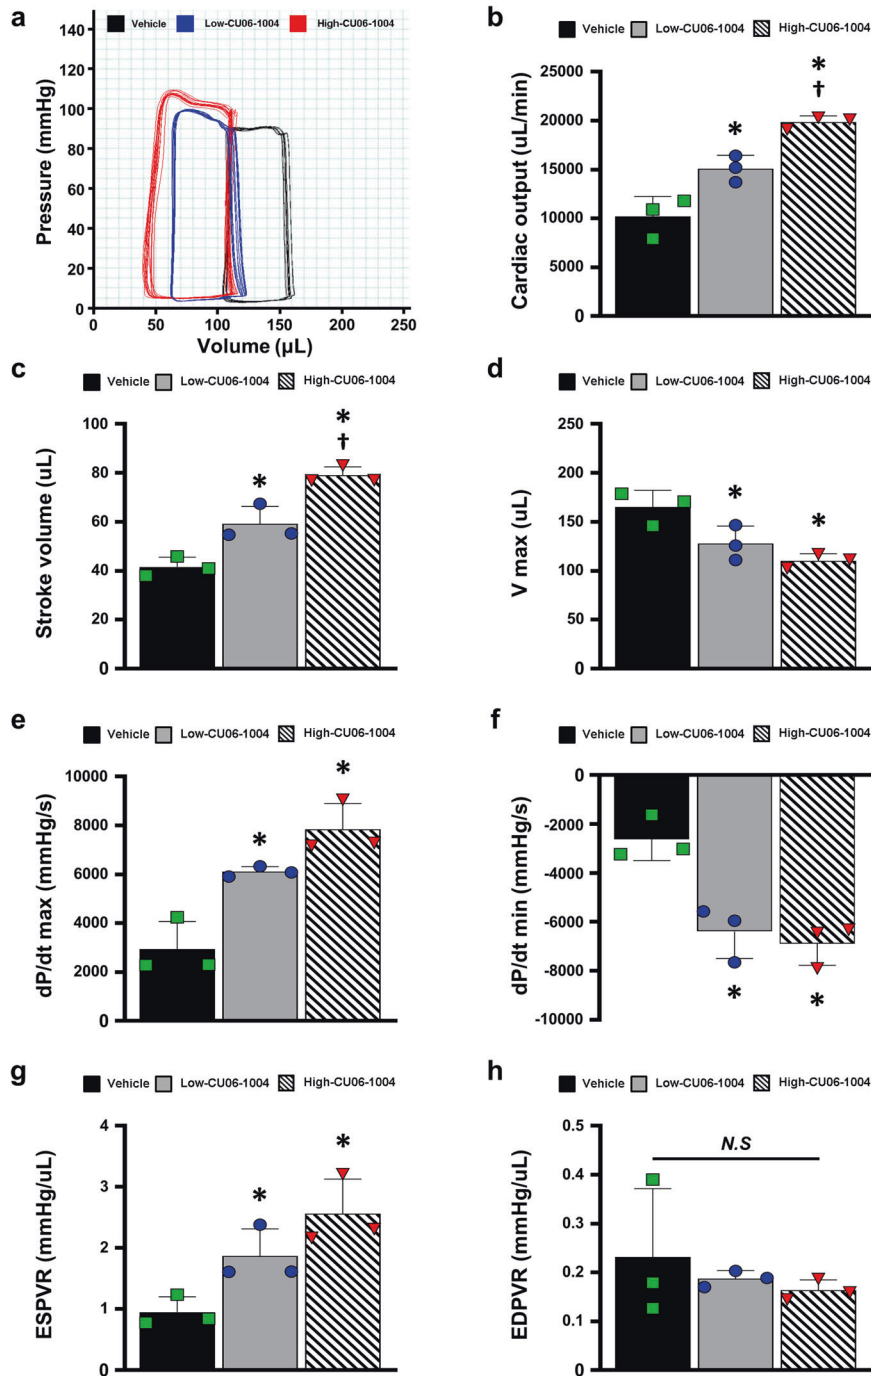 a
Vehicle Low-CU06-1004 High-CU06-1004
Pressure (mmHg)
140
120
100
80
60
40
20
0
0 50 100 150 200 250
Volume (µL)
b
Vehicle Low-CU06-1004 High-CU06-1004
Cardiac output (uL/min)
25000
20000
15000
10000
5000
0
*
*
†
c
Vehicle Low-CU06-1004 High-CU06-1004
Stroke volume (uL)
100
80
60
40
20
0
*
*
†
d
Vehicle Low-CU06-1004 High-CU06-1004
V max (uL)
250
200
150
100
50
0
*
*
e
Vehicle Low-CU06-1004 High-CU06-1004
dP/dt max (mmHg/s)
10000
8000
6000
4000
2000
0
*
*
f
Vehicle Low-CU06-1004 High-CU06-1004
dP/dt min (mmHg/s)
0
-2000
-4000
-6000
-8000
-10000
*
*
g
Vehicle Low-CU06-1004 High-CU06-1004
ESPVR (mmHg/uL)
4
3
2
1
0
*
*
h
Vehicle Low-CU06-1004 High-CU06-1004
EDPVR (mmHg/uL)
0.5
0.4
0.3
0.2
0.1
0
N.S